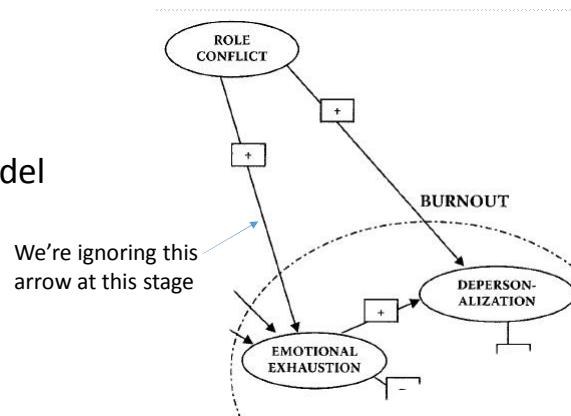 ROLE
CONFLICT
+
+
del
BURNOUT
We're ignoring this
arrow at this stage
DEPERSON-
ALIZATION
+
EMOTIONAL
EXHAUSTION
−